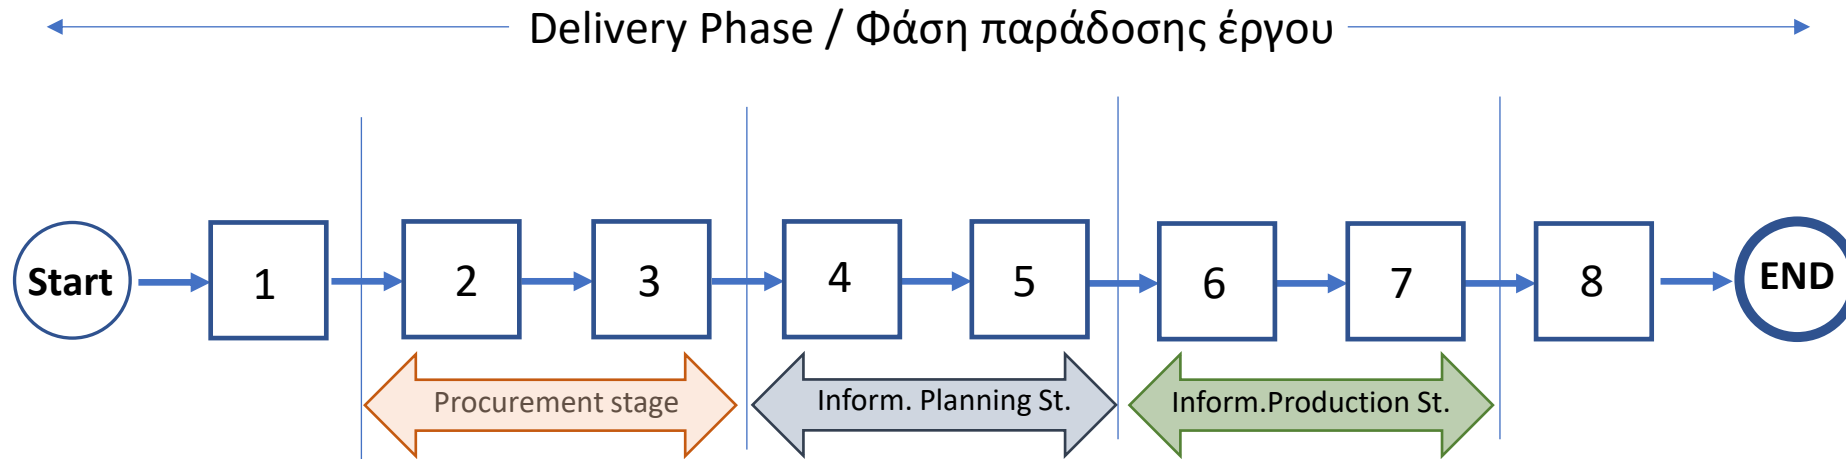 Delivery Phase / Φάση παράδοσης έργου
Start
1
2
3
4
5
6
7
8
END
Procurement stage
Inform. Planning St.
Inform.Production St.